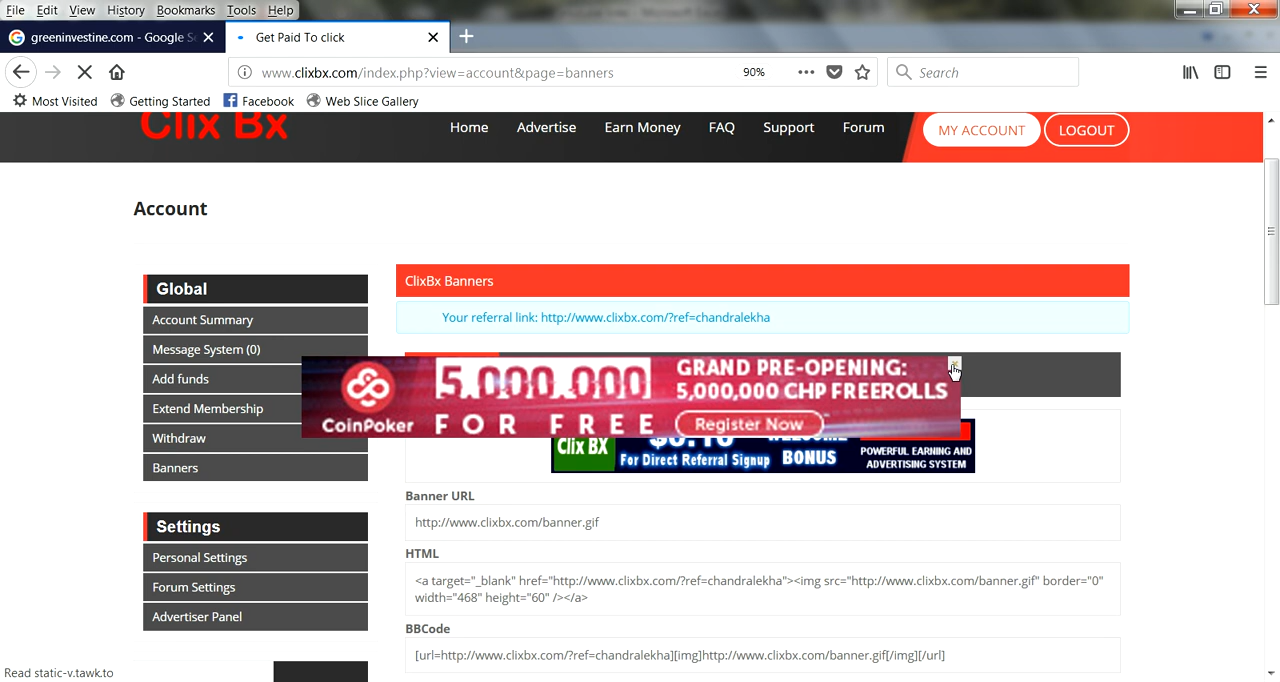 File Edit View History Bookmarks Tools Help
greeninvestine.com - Google S
Get Paid To click
www.clixbx.com/index.php?view=account&page=banners
90%
Search
Most Visited
Getting Started
Facebook
Web Slice Gallery
Clix Bx
Home
Advertise
Earn Money
FAQ
Support
Forum
MY ACCOUNT
LOGOUT
Account
Global
Account Summary
Message System (0)
Add funds
Extend Membership
Withdraw
Banners
Settings
Personal Settings
Forum Settings
Advertiser Panel
ClixBx Banners
Your referral link: http://www.clixbx.com/?ref=chandralekha
CoinPoker
5,000,000
FOR FREE
GRAND PRE-OPENING:
5,000,000 CHP FREEROLLS
Register Now
Clix BX
$0.10
For Direct Referral Signup
WELCOME
BONUS
POWERFUL EARNING AND
ADVERTISING SYSTEM
Banner URL
http://www.clixbx.com/banner.gif
HTML
<a target="_blank" href="http://www.clixbx.com/?ref=chandralekha"><img src="http://www.clixbx.com/banner.gif" border="0"
width="468" height="60" /></a>
BBCode
[url=http://www.clixbx.com/?ref=chandralekha][img]http://www.clixbx.com/banner.gif[/img][/url]
Read static-v.tawk.to